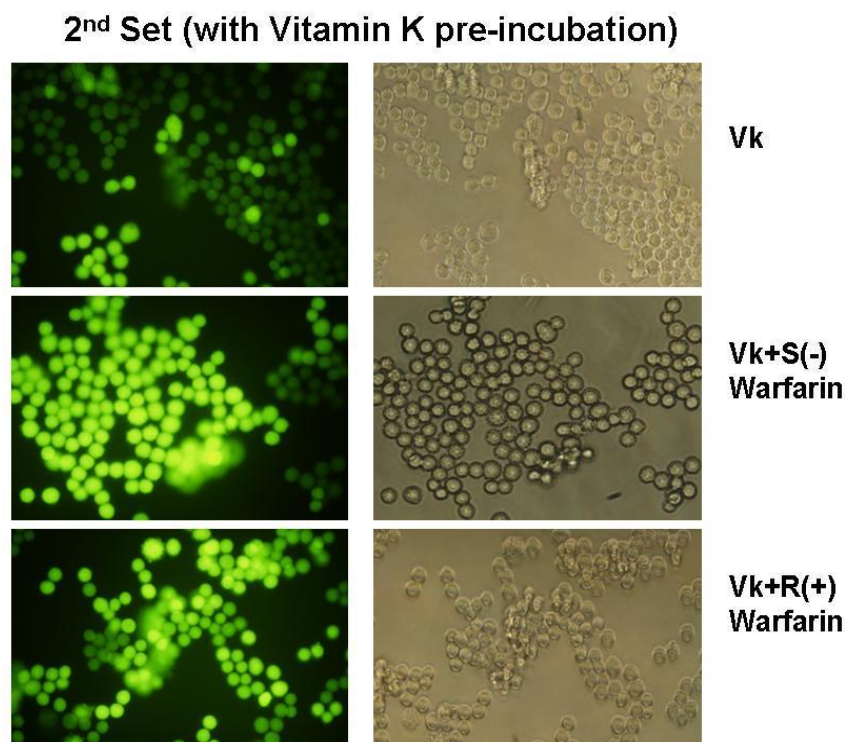 2nd Set (with Vitamin K pre-incubation)
Vk
Vk+S(-)
Warfarin
Vk+R(+)
Warfarin